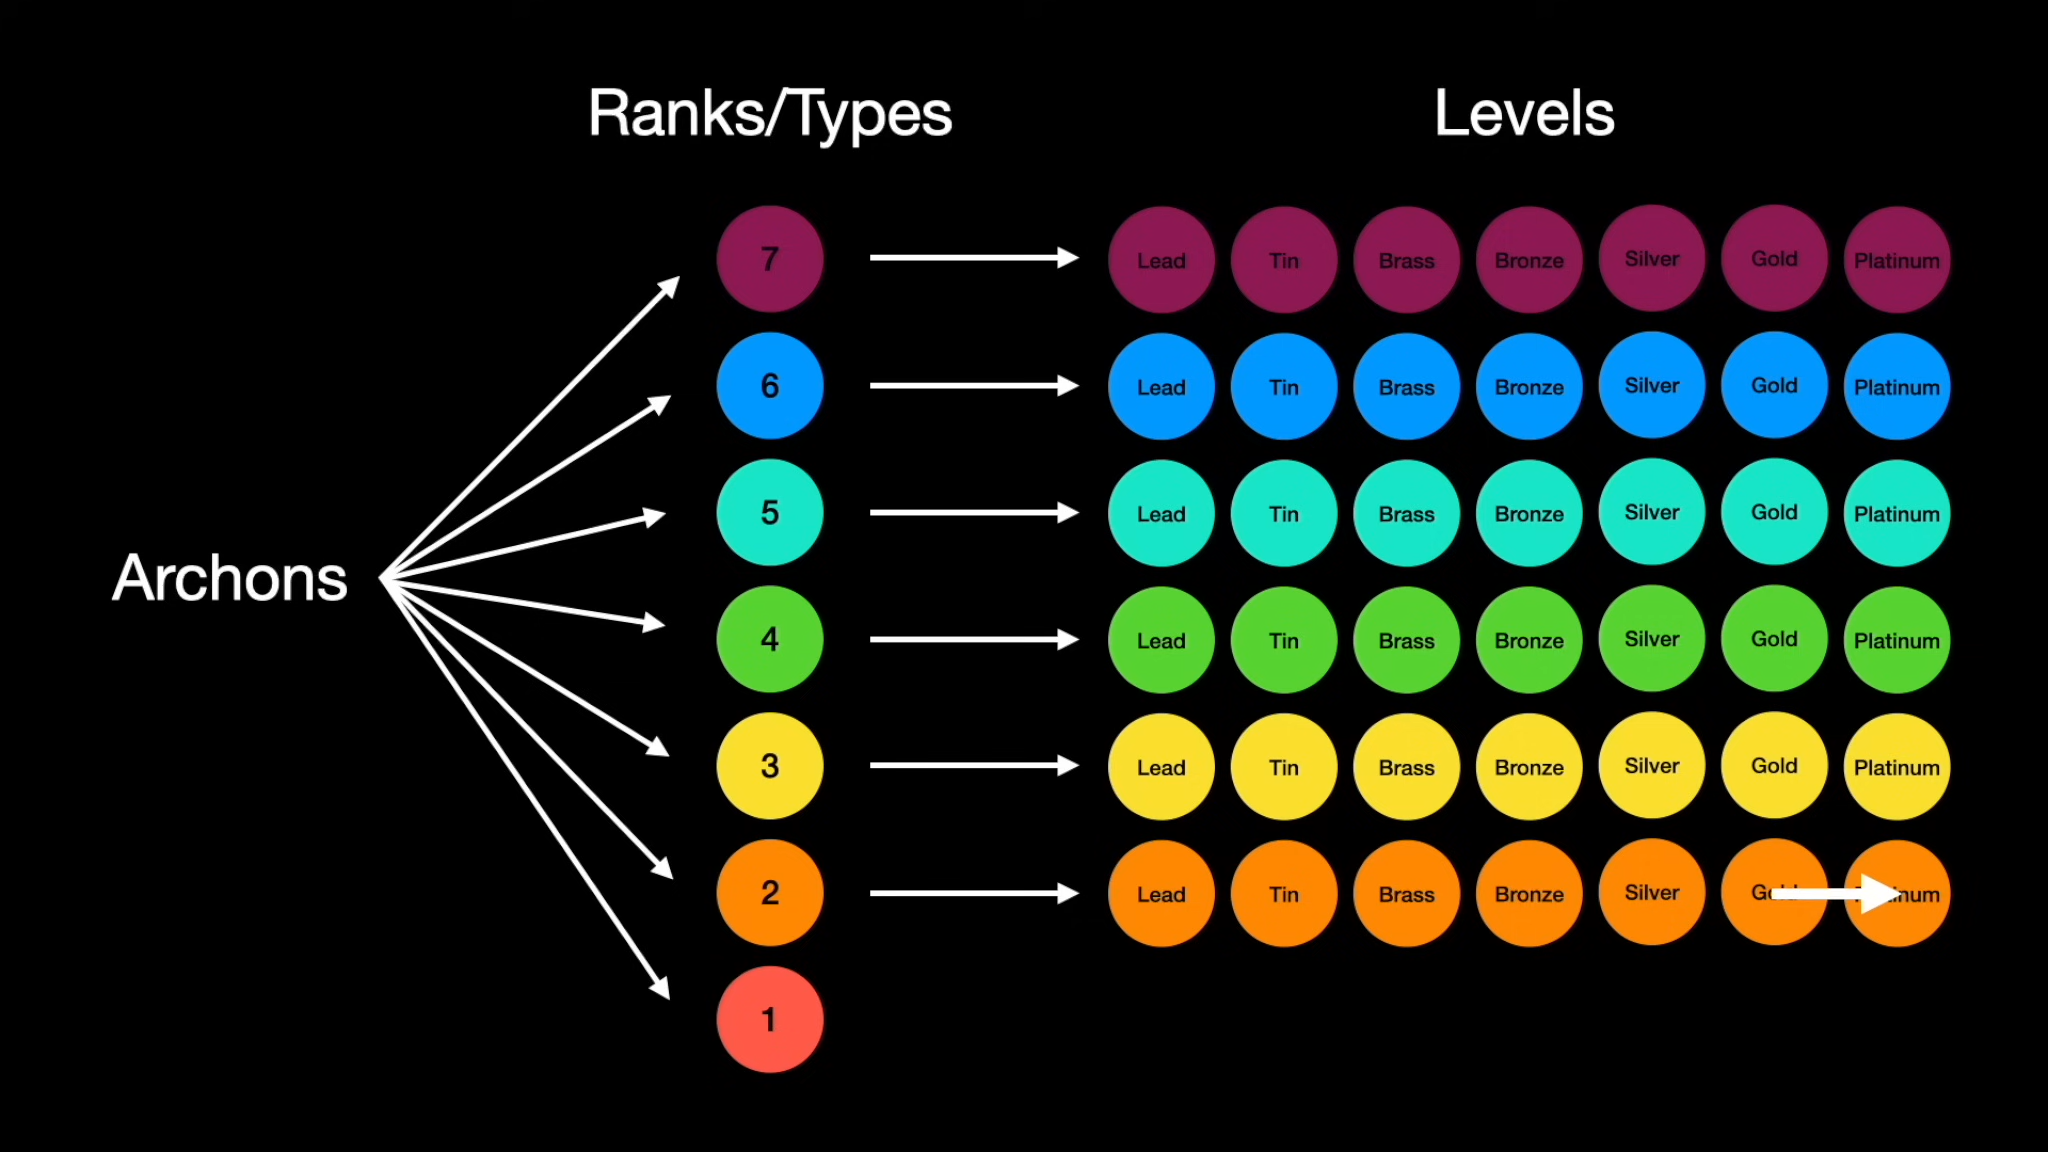 Ranks/Types Levels
7 Lead Tin Brass Bronze Silver Gold Platinum
6 Lead Tin Brass Bronze Silver Gold Platinum
5 Lead Tin Brass Bronze Silver Gold Platinum
Archons
4 Lead Tin Brass Bronze Silver Gold Platinum
3 Lead Tin Brass Bronze Silver Gold Platinum
2 Lead Tin Brass Bronze Silver Gold Platinum
1